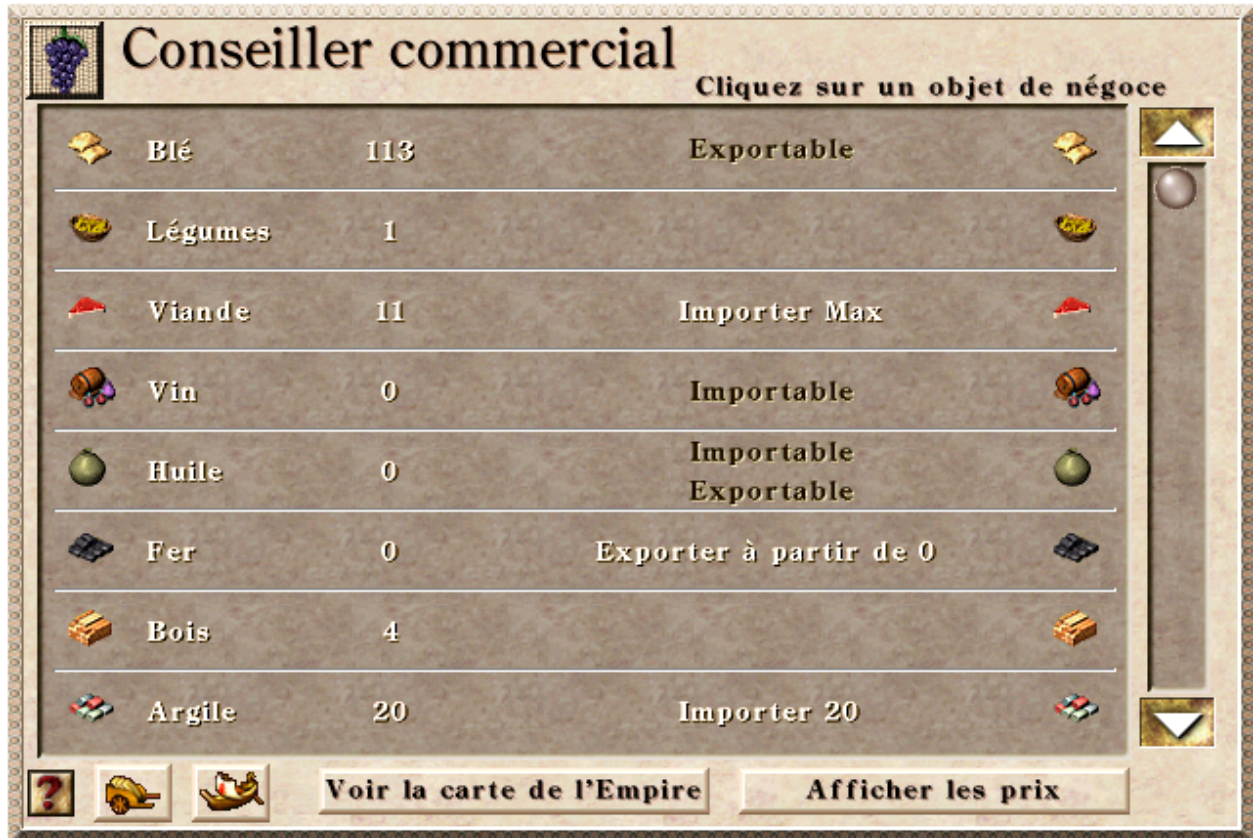 Conseiller commercial
Cliquez sur un objet de négoce
Blé 113 Exportable
Légumes 1
Viande 11 Importer Max
Vin 0 Importable
Huile 0 Importable
Exportable
Fer 0 Exporter à partir de 0
Bois 4
Argile 20 Importer 20
? Voir la carte de l'Empire Afficher les prix